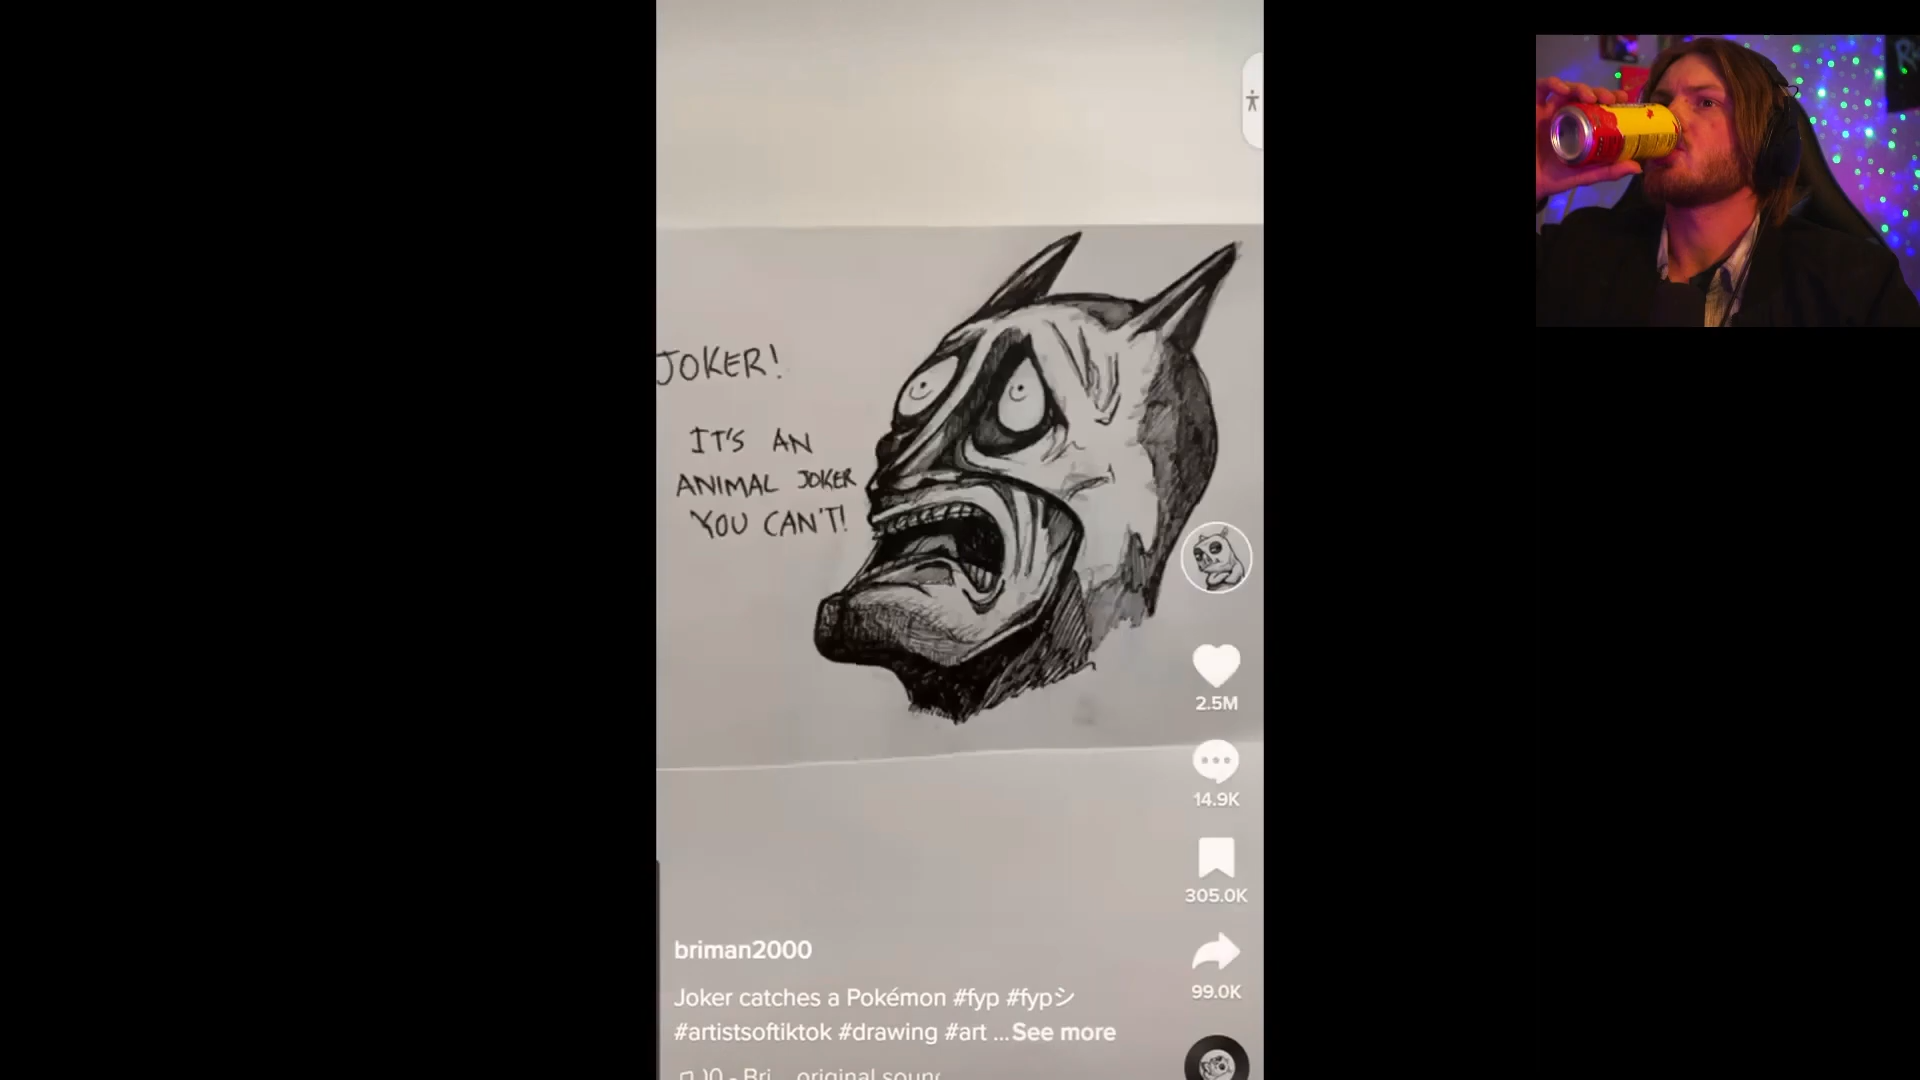 JOKER!
IT'S AN
ANIMAL JOKER
YOU CAN'T!
2.5M
14.9K
305.0K
99.0K
briman2000
Joker catches a Pokémon #fyp #fypシ
#artistsoftiktok #drawing #art ...See more